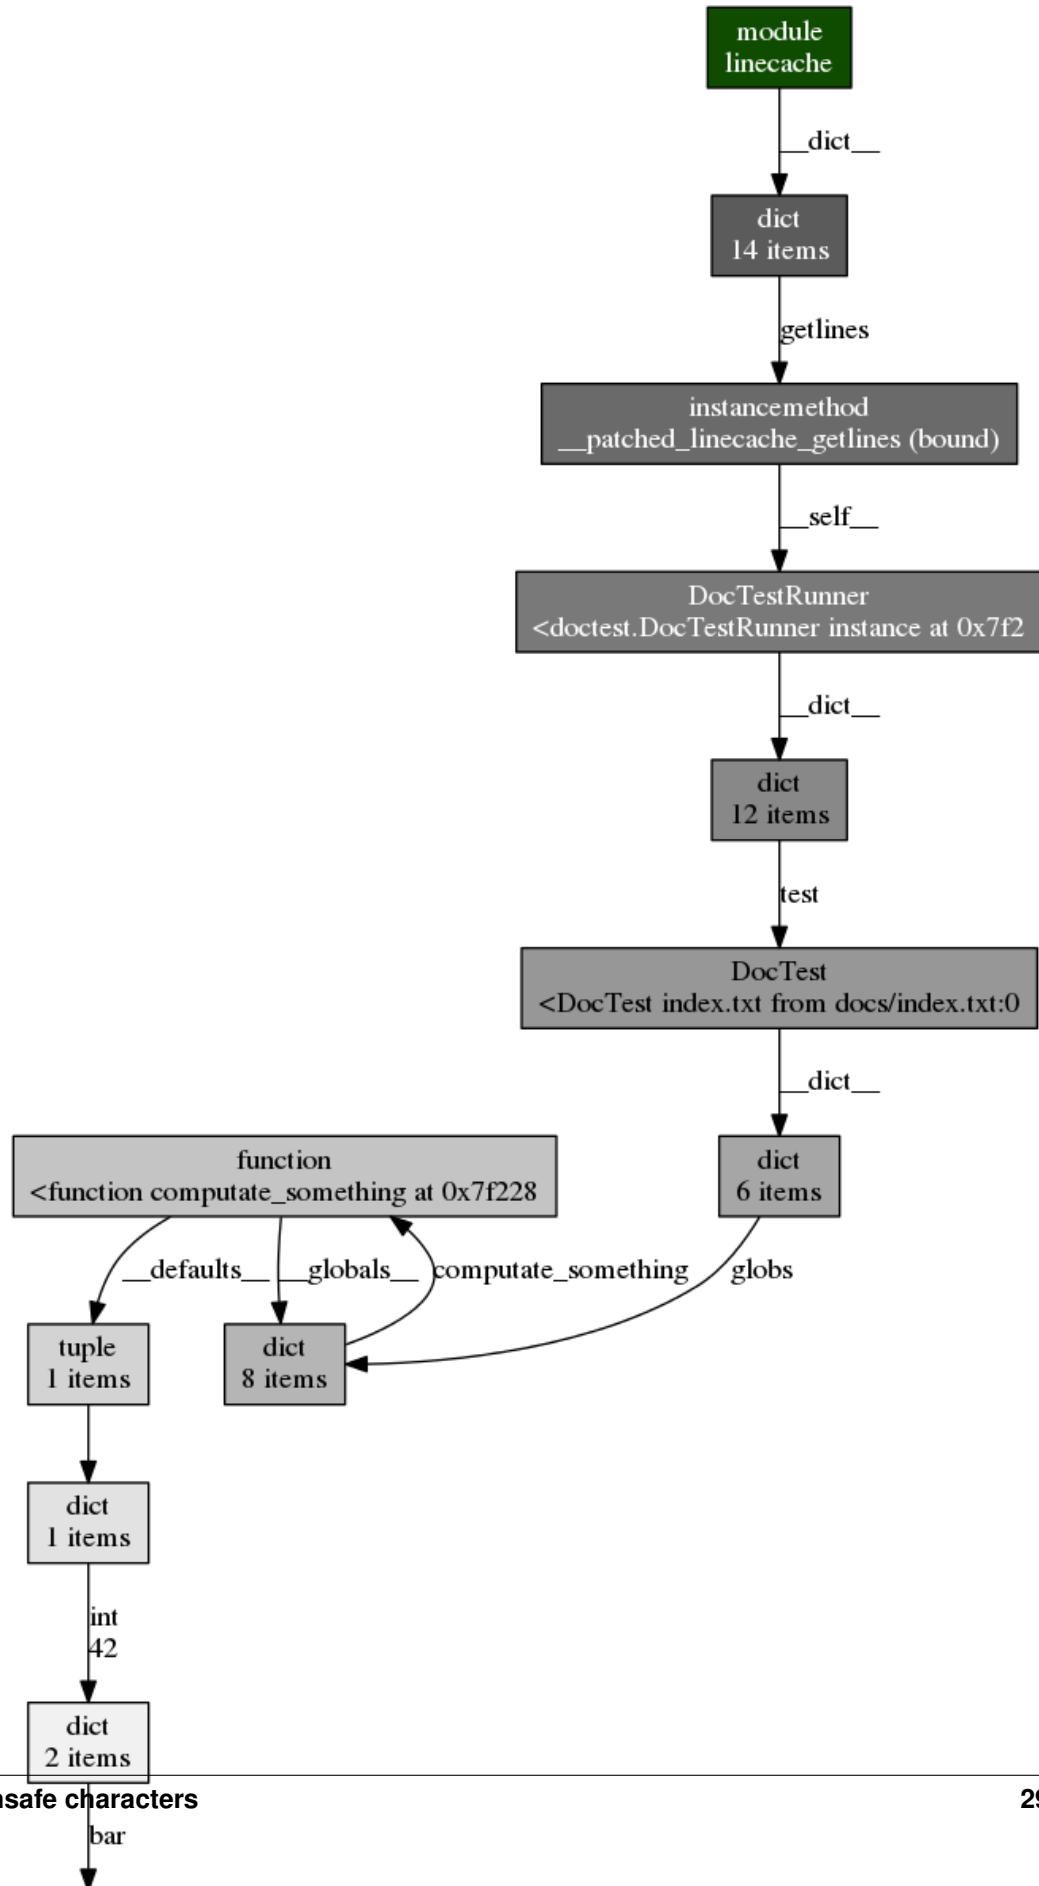 module
linecache
__dict__
dict
14 items
getlines
instancemethod
__patched_linecache_getlines (bound)
__self__
DocTestRunner
<doctest.DocTestRunner instance at 0x7f2
__dict__
dict
12 items
test
DocTest
<DocTest index.txt from docs/index.txt:0
__dict__
function
<function computate_something at 0x7f228
dict
6 items
__defaults__ __globals__ computate_something globs
tuple
1 items
dict
8 items
dict
1 items
int
42
dict
2 items
nsafe characters
29
bar